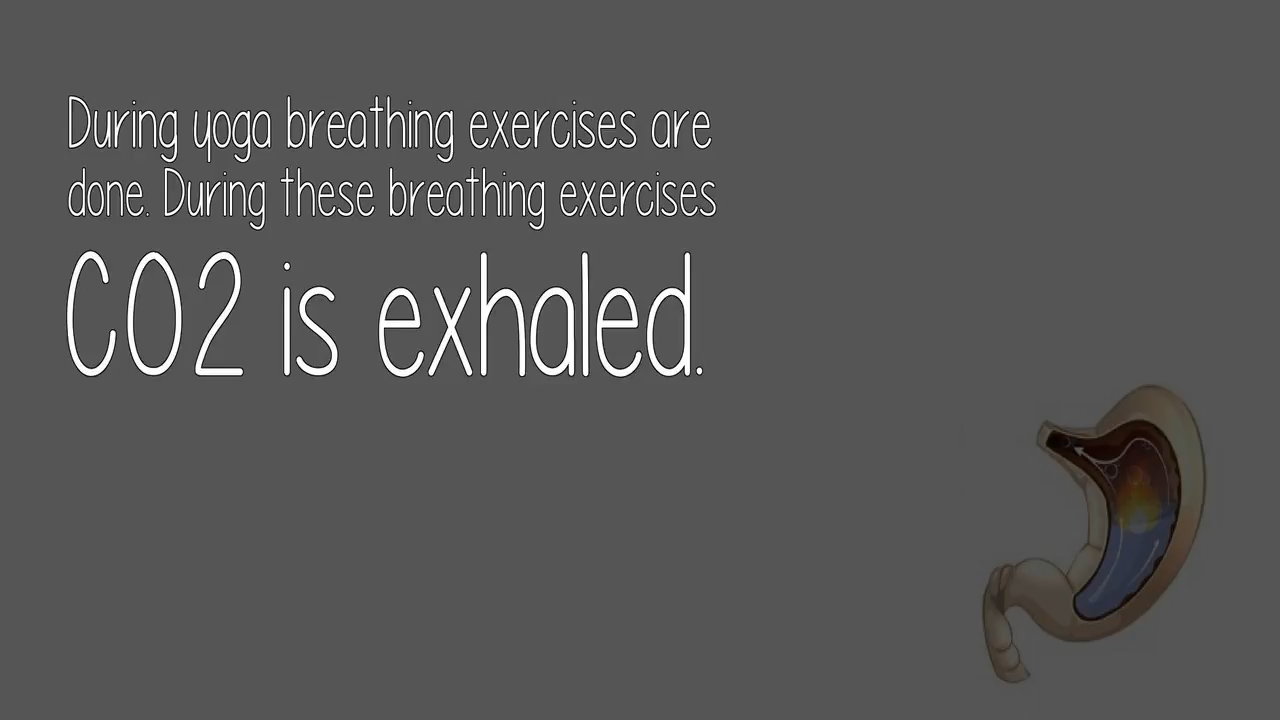 During yoga breathing exercises are
done. During these breathing exercises
CO2 is exhaled.